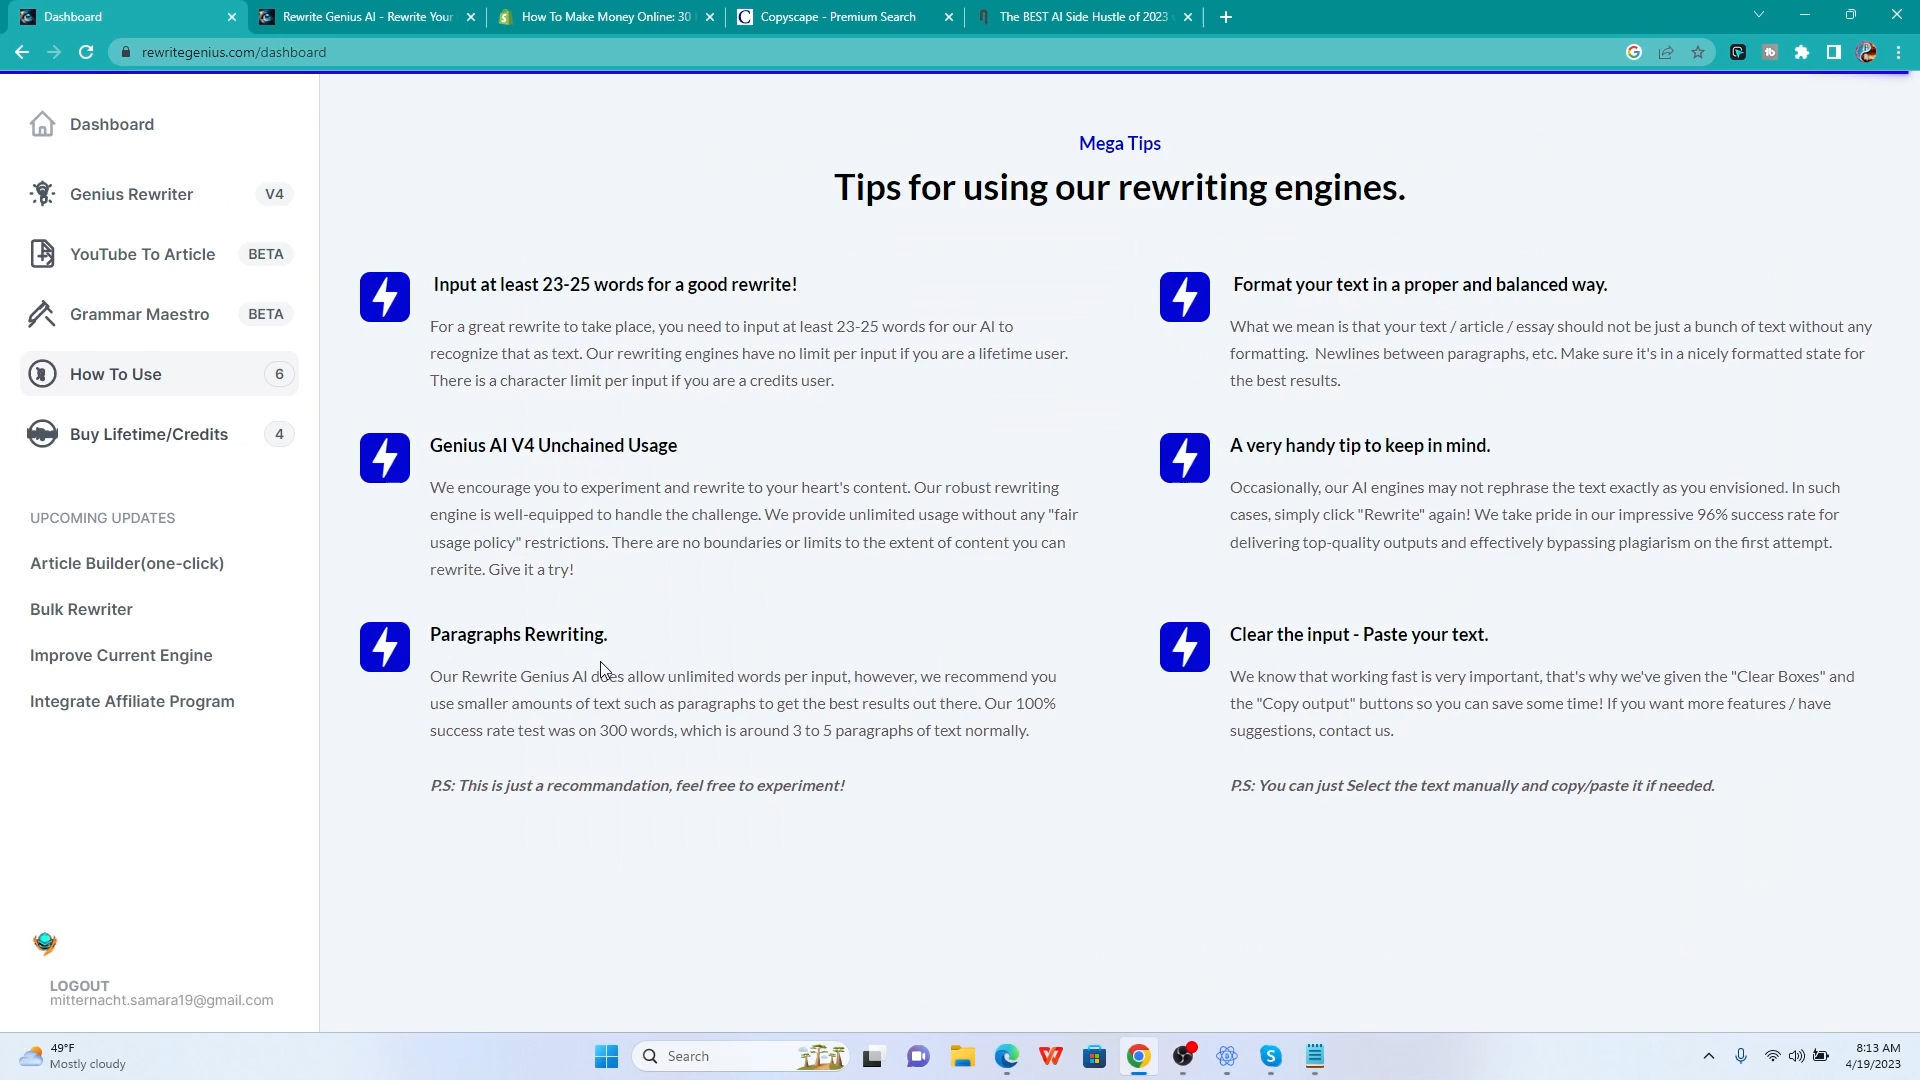 Dashboard
Rewrite Genius AI - Rewrite Your
How To Make Money Online: 30
Copyscape - Premium Search
The BEST AI Side Hustle of 2023
rewritegenius.com/dashboard
Dashboard
Genius Rewriter V4
YouTube To Article BETA
Grammar Maestro BETA
How To Use 6
Buy Lifetime/Credits 4
UPCOMING UPDATES
Article Builder(one-click)
Bulk Rewriter
Improve Current Engine
Integrate Affiliate Program
LOGOUT
mitternacht.samara19@gmail.com
Mega Tips
Tips for using our rewriting engines.
Input at least 23-25 words for a good rewrite!
For a great rewrite to take place, you need to input at least 23-25 words for our AI to
recognize that as text. Our rewriting engines have no limit per input if you are a lifetime user.
There is a character limit per input if you are a credits user.
Format your text in a proper and balanced way.
What we mean is that your text / article / essay should not be just a bunch of text without any
formatting. Newlines between paragraphs, etc. Make sure it's in a nicely formatted state for
the best results.
Genius AI V4 Unchained Usage
We encourage you to experiment and rewrite to your heart's content. Our robust rewriting
engine is well-equipped to handle the challenge. We provide unlimited usage without any "fair
usage policy" restrictions. There are no boundaries or limits to the extent of content you can
rewrite. Give it a try!
A very handy tip to keep in mind.
Occasionally, our AI engines may not rephrase the text exactly as you envisioned. In such
cases, simply click "Rewrite" again! We take pride in our impressive 96% success rate for
delivering top-quality outputs and effectively bypassing plagiarism on the first attempt.
Paragraphs Rewriting.
Our Rewrite Genius AI does allow unlimited words per input, however, we recommend you
use smaller amounts of text such as paragraphs to get the best results out there. Our 100%
success rate test was on 300 words, which is around 3 to 5 paragraphs of text normally.
P.S: This is just a recommandation, feel free to experiment!
Clear the input - Paste your text.
We know that working fast is very important, that's why we've given the "Clear Boxes" and
the "Copy output" buttons so you can save some time! If you want more features / have
suggestions, contact us.
P.S: You can just Select the text manually and copy/paste it if needed.
49°F
Mostly cloudy
Search
8:13 AM
4/19/2023